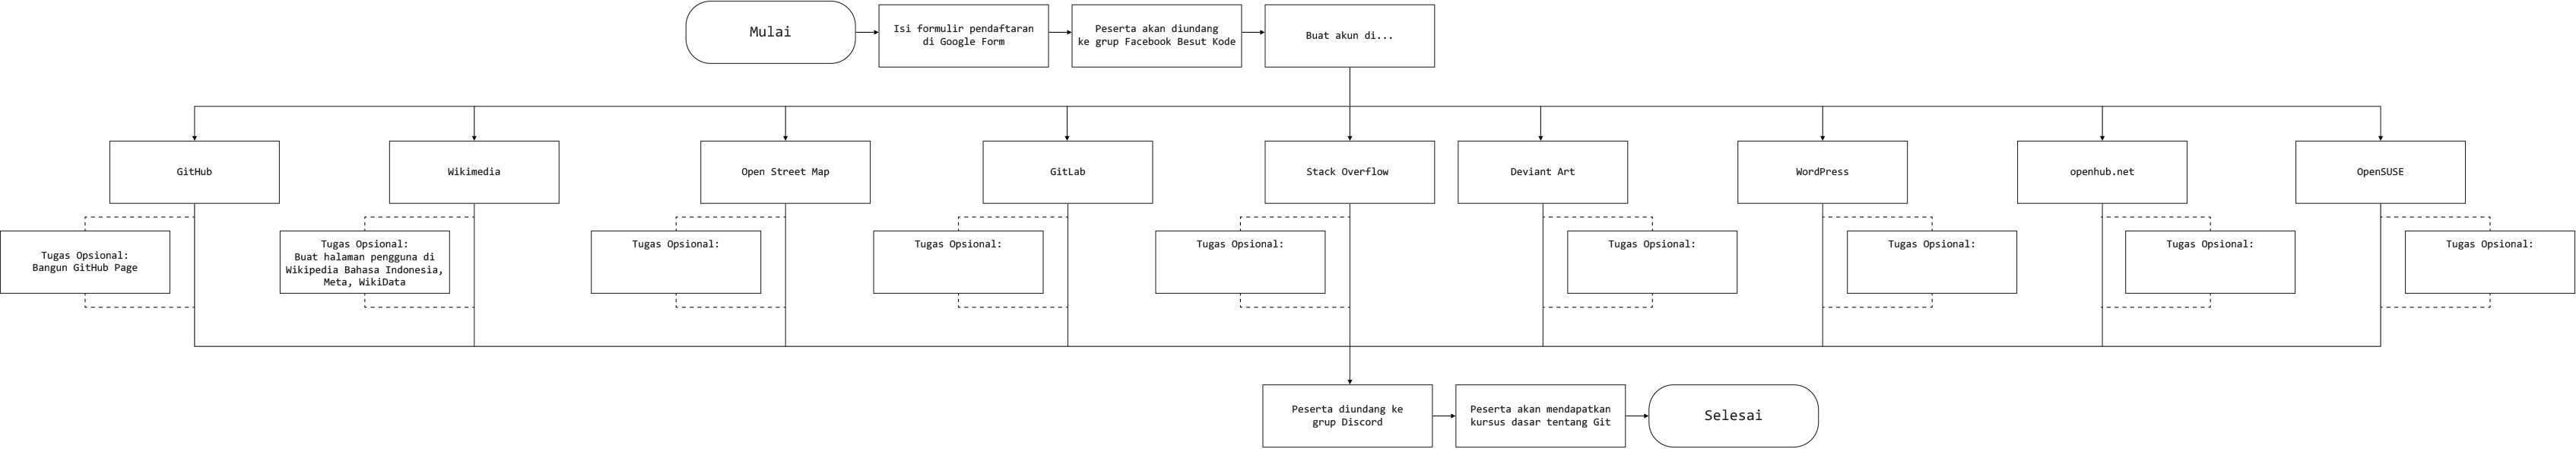 Mulai
Isi formulir pendaftaran
di Google Form
Peserta akan diundang
ke grup Facebook Besut Kode
Buat akun di...
GitHub
Wikimedia
Open Street Map
GitLab
Stack Overflow
Deviant Art
WordPress
openhub.net
OpenSUSE
Tugas Opsional:
Bangun GitHub Page
Tugas Opsional:
Buat halaman pengguna di
Wikipedia Bahasa Indonesia,
Meta, WikiData
Tugas Opsional:
Tugas Opsional:
Tugas Opsional:
Tugas Opsional:
Tugas Opsional:
Tugas Opsional:
Tugas Opsional:
Peserta diundang ke
grup Discord
Peserta akan mendapatkan
kursus dasar tentang Git
Selesai